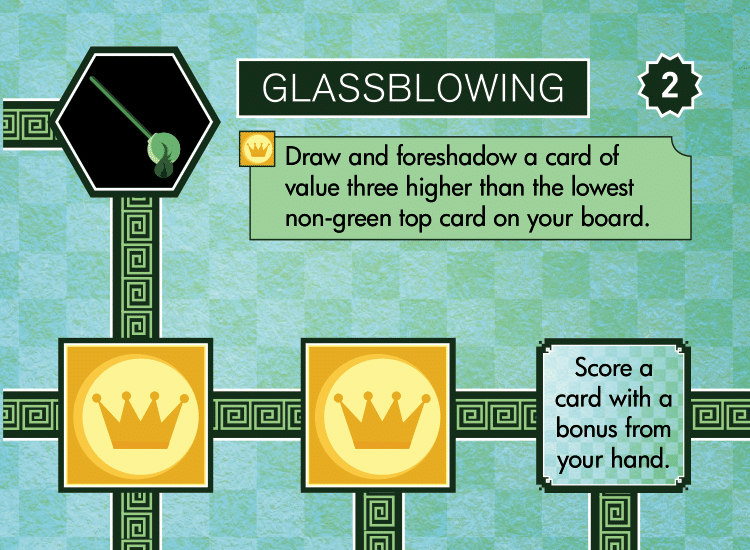 GLASSBLOWING
2
Draw and foreshadow a card of
value three higher than the lowest
non-green top card on your board.
Score a
card with a
bonus from
your hand.